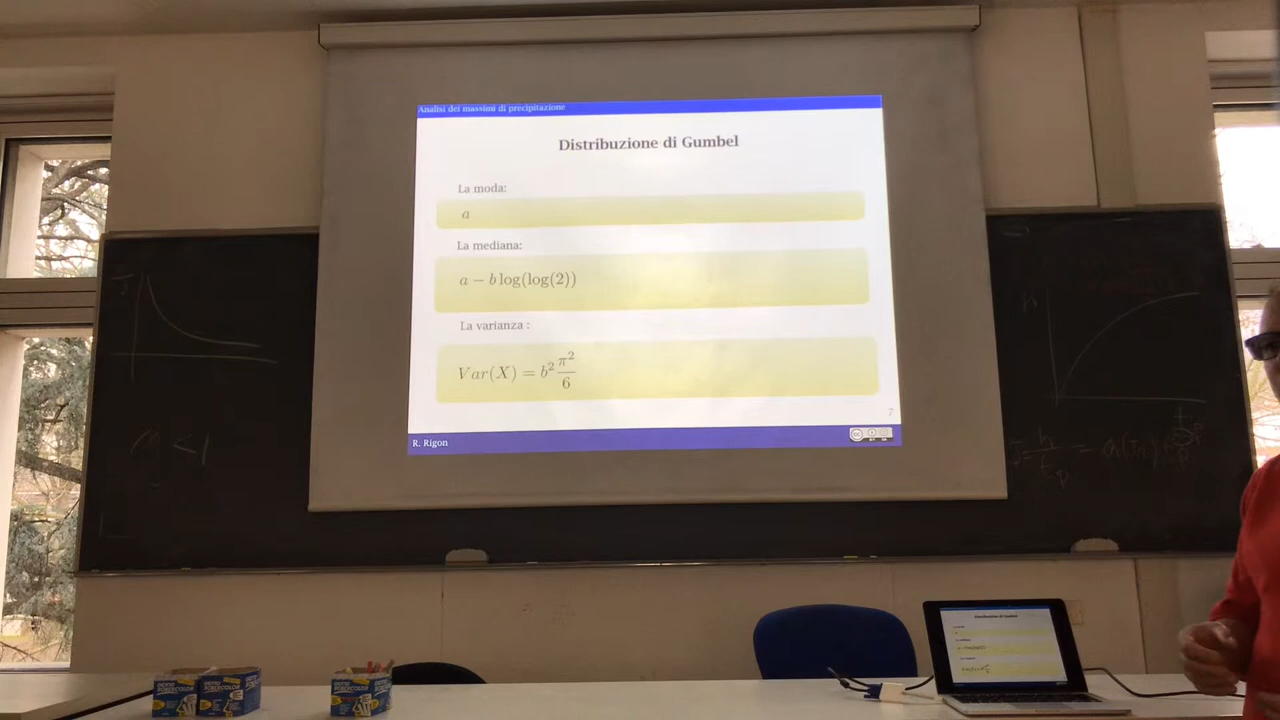 Analisi dei massimi di precipitazione
Distribuzione di Gumbel
La moda:
a
La mediana:
a − b log(log(2))
La varianza :
Var(X) = b² π²/6
7
R. Rigon